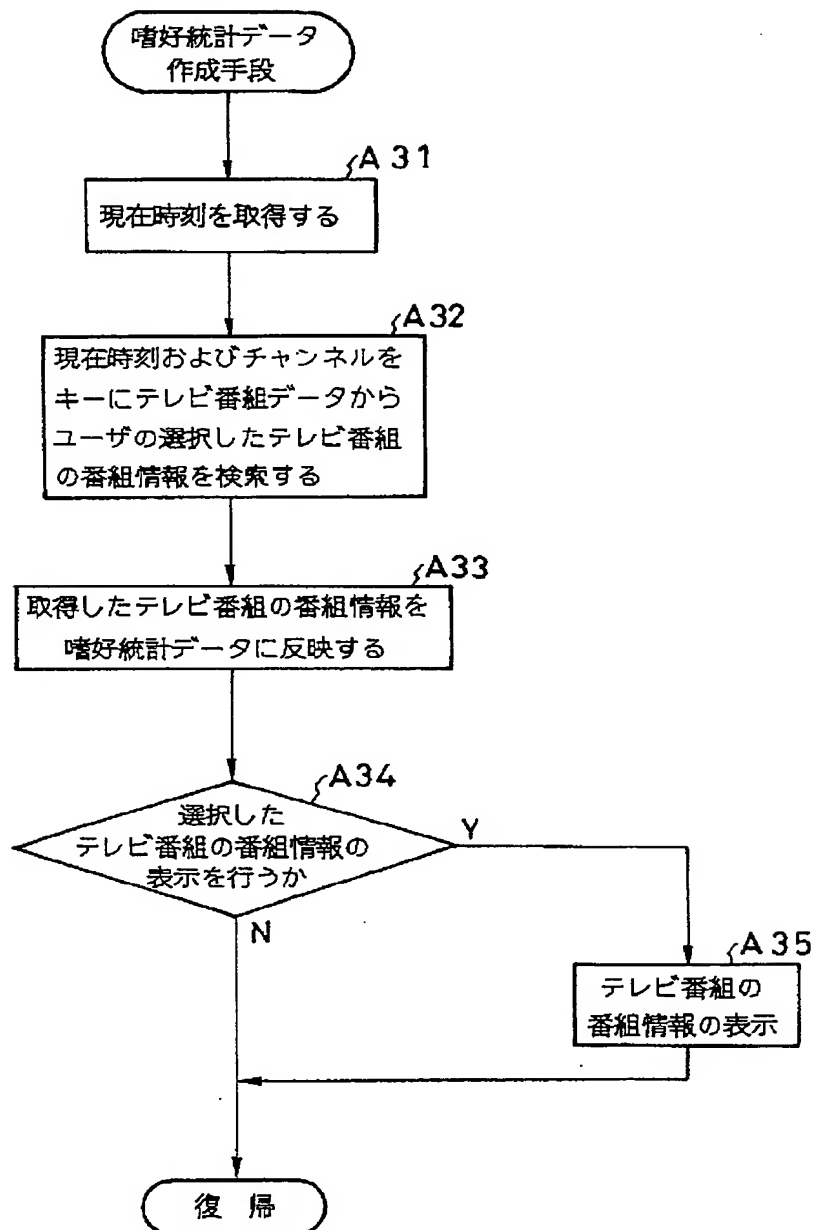 嗜好統計データ
作成手段
A31
現在時刻を取得する
A32
現在時刻およびチャンネルを
キーにテレビ番組データから
ユーザの選択したテレビ番組
の番組情報を検索する
A33
取得したテレビ番組の番組情報を
嗜好統計データに反映する
A34
選択した
テレビ番組の番組情報の
表示を行うか
Y
N
A35
テレビ番組の
番組情報の表示
復帰